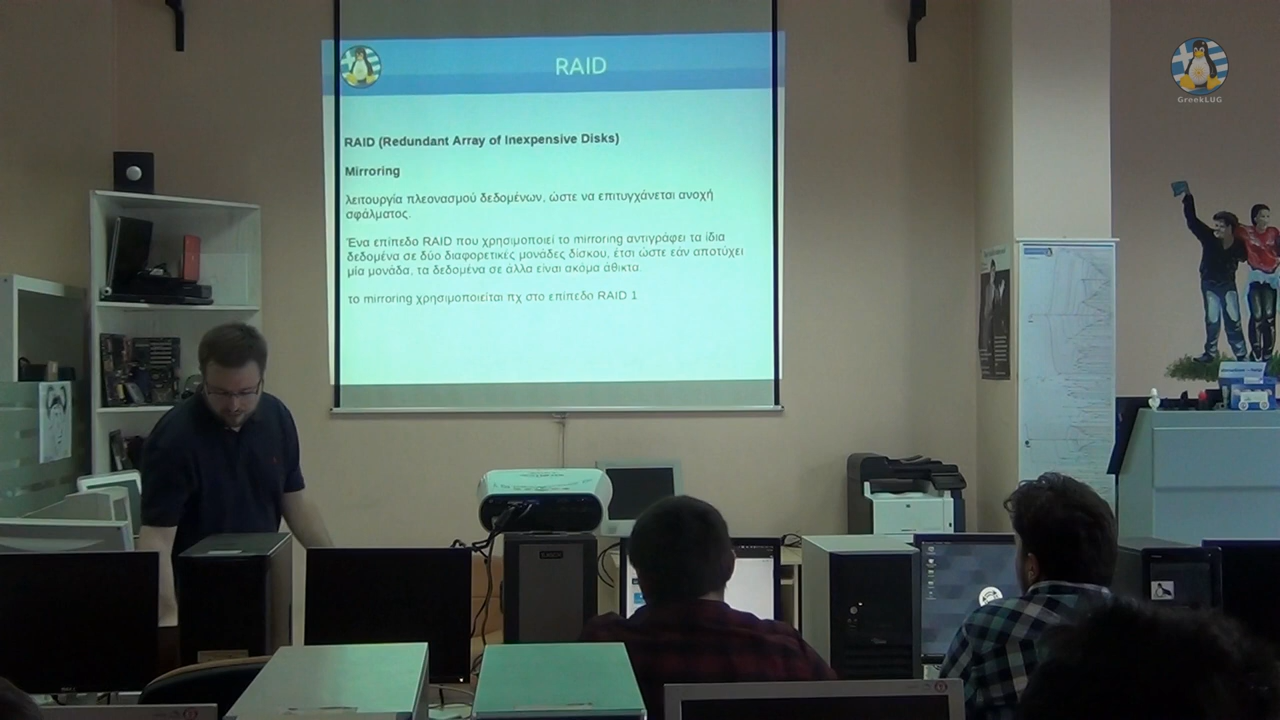 RAID
GreekLUG
RAID (Redundant Array of Inexpensive Disks)
Mirroring
λειτουργία πλεονασμού δεδομένων, ώστε να επιτυγχάνεται ανοχή
σφάλματος.
Ένα επίπεδο RAID που χρησιμοποιεί το mirroring αντιγράφει τα ίδια
δεδομένα σε δύο διαφορετικές μονάδες δίσκου, έτσι ώστε εάν αποτύχει
μία μονάδα, τα δεδομένα σε άλλα είναι ακόμα άθικτα.
το mirroring χρησιμοποιείται πχ στο επίπεδο RAID 1